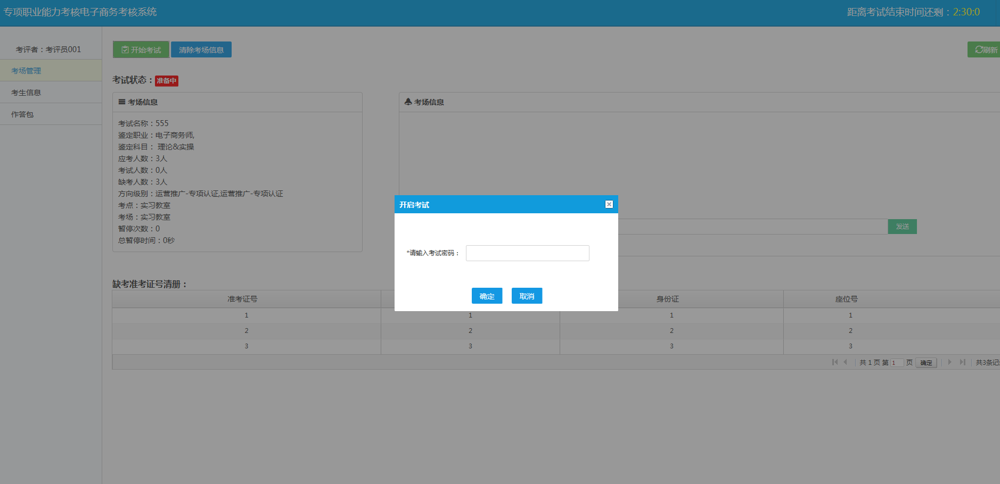 专项职业能力考核电子商务考核系统
距离考试结束时间还剩：2:30:0
考评者：考评员001
考场管理
考生信息
作答包
开始考试
清除考场信息
刷新
考试状态：准备中
考场信息
考试名称：555
鉴定职业：电子商务师,
鉴定科目： 理论&实操
应考人数：3人
考试人数：0人
缺考人数：3人
方向级别：运营推广-专项认证,运营推广-专项认证
考点：实习教室
考场：实习教室
暂停次数：0
总暂停时间：0秒
考场信息
发送
开启考试
*请输入考试密码：
确定 取消
缺考准考证号清册：
准考证号 身份证 座位号
1 1 1 1
2 2 2 2
3 3 3 3
共 1 页 第 1 页 确定 共3条记